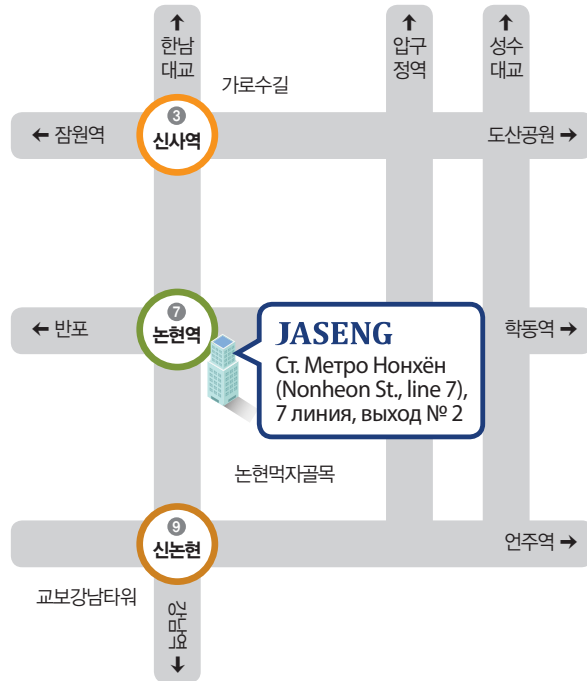 ↑
한남
대교
↑
압구
정역
↑
성수
대교
가로수길
← 잠원역
3
신사역
도산공원 →
← 반포
7
논현역
학동역 →
JASENG
Ст. Метро Нонхён
(Nonheon St., line 7),
7 линия, выход № 2
논현먹자골목
9
신논현
언주역 →
교보강남타워
강남역
↓